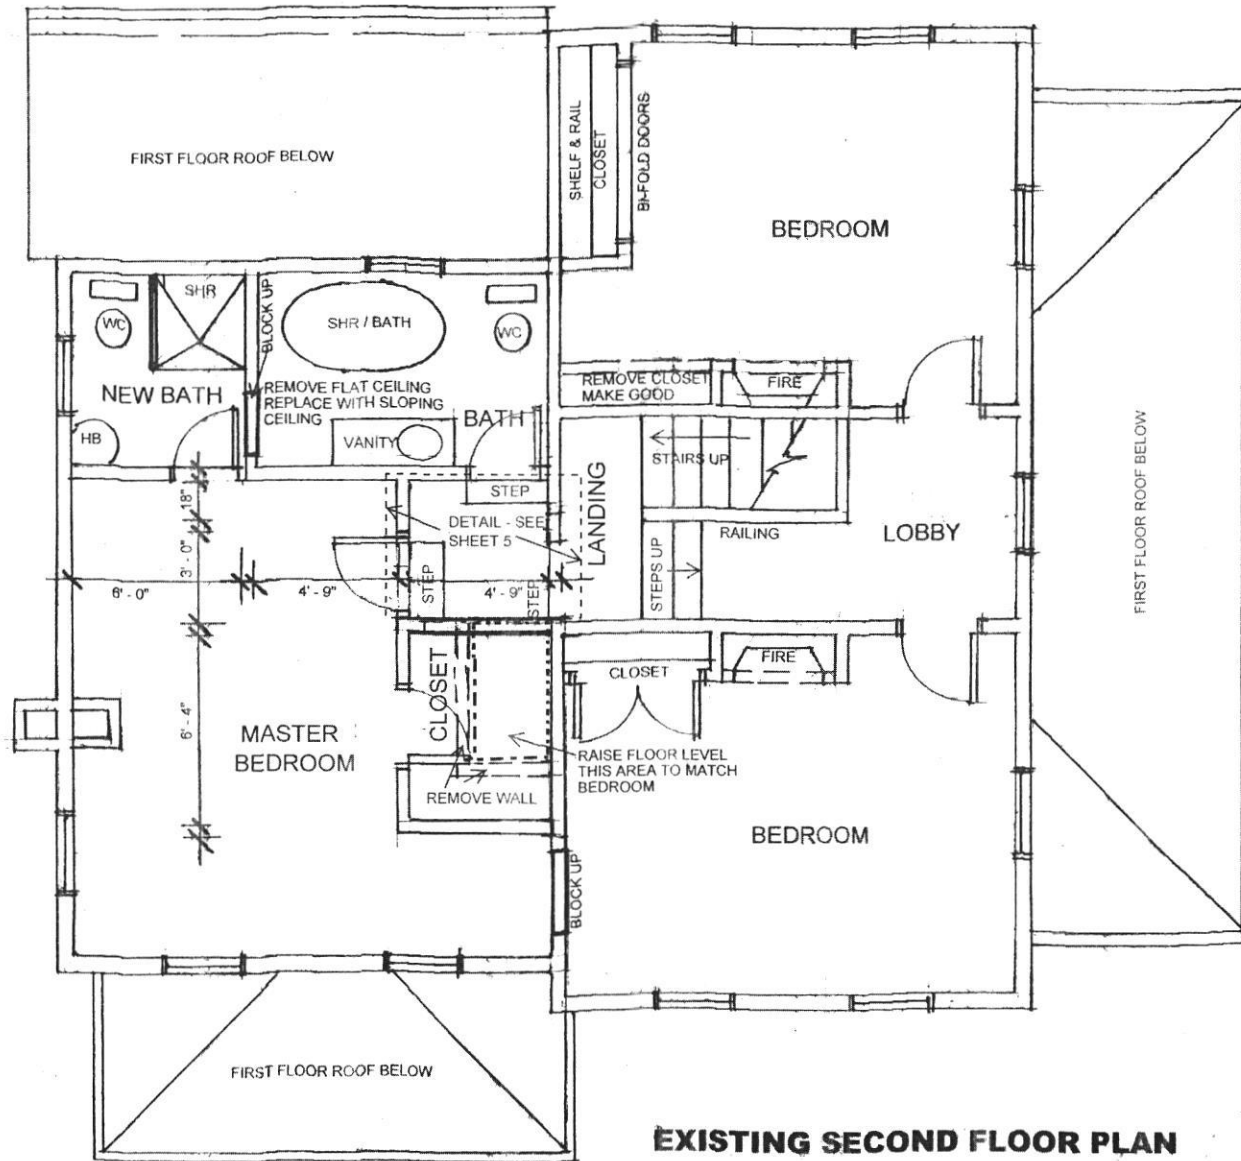 FIRST FLOOR ROOF BELOW
SHELF & RAIL
CLOSET
BI-FOLD DOORS
BEDROOM
FIRST FLOOR ROOF BELOW
WC
SHR
BLOCK UP
SHR / BATH
WC
NEW BATH
REMOVE FLAT CEILING
REPLACE WITH SLOPING
CEILING
BATH
HB
VANITY
REMOVE CLOSET
MAKE GOOD
FIRE
STAIRS UP
LANDING
RAILING
LOBBY
STEPS UP
STEP
DETAIL - SEE
SHEET 5
STEP
STEP
18"
3' - 0"
6' - 0"
4' - 9"
4' - 9"
6' - 4"
MASTER
BEDROOM
CLOSET
REMOVE WALL
CLOSET
FIRE
RAISE FLOOR LEVEL
THIS AREA TO MATCH
BEDROOM
BEDROOM
BLOCK UP
FIRST FLOOR ROOF BELOW
EXISTING SECOND FLOOR PLAN